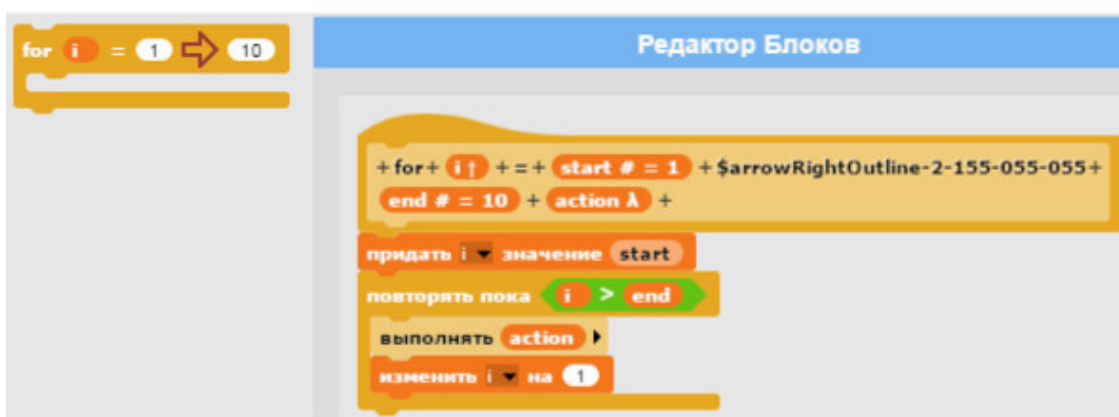 for i = 1 10
Редактор Блоков
+ for + i ↑ + = + start # = 1 + $arrowRightOutline-2-155-055-055 +
end # = 10 + action λ +
придать i значение start
повторять пока i > end
выполнять action
изменить i на 1